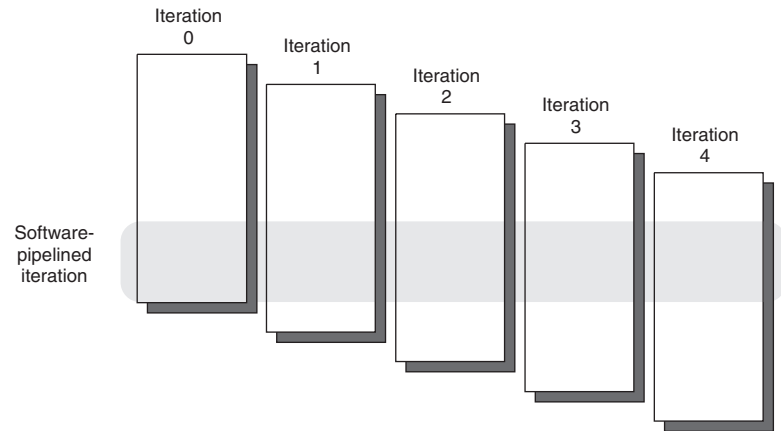 Iteration
0
Iteration
1
Iteration
2
Iteration
3
Iteration
4
Software-
pipelined
iteration